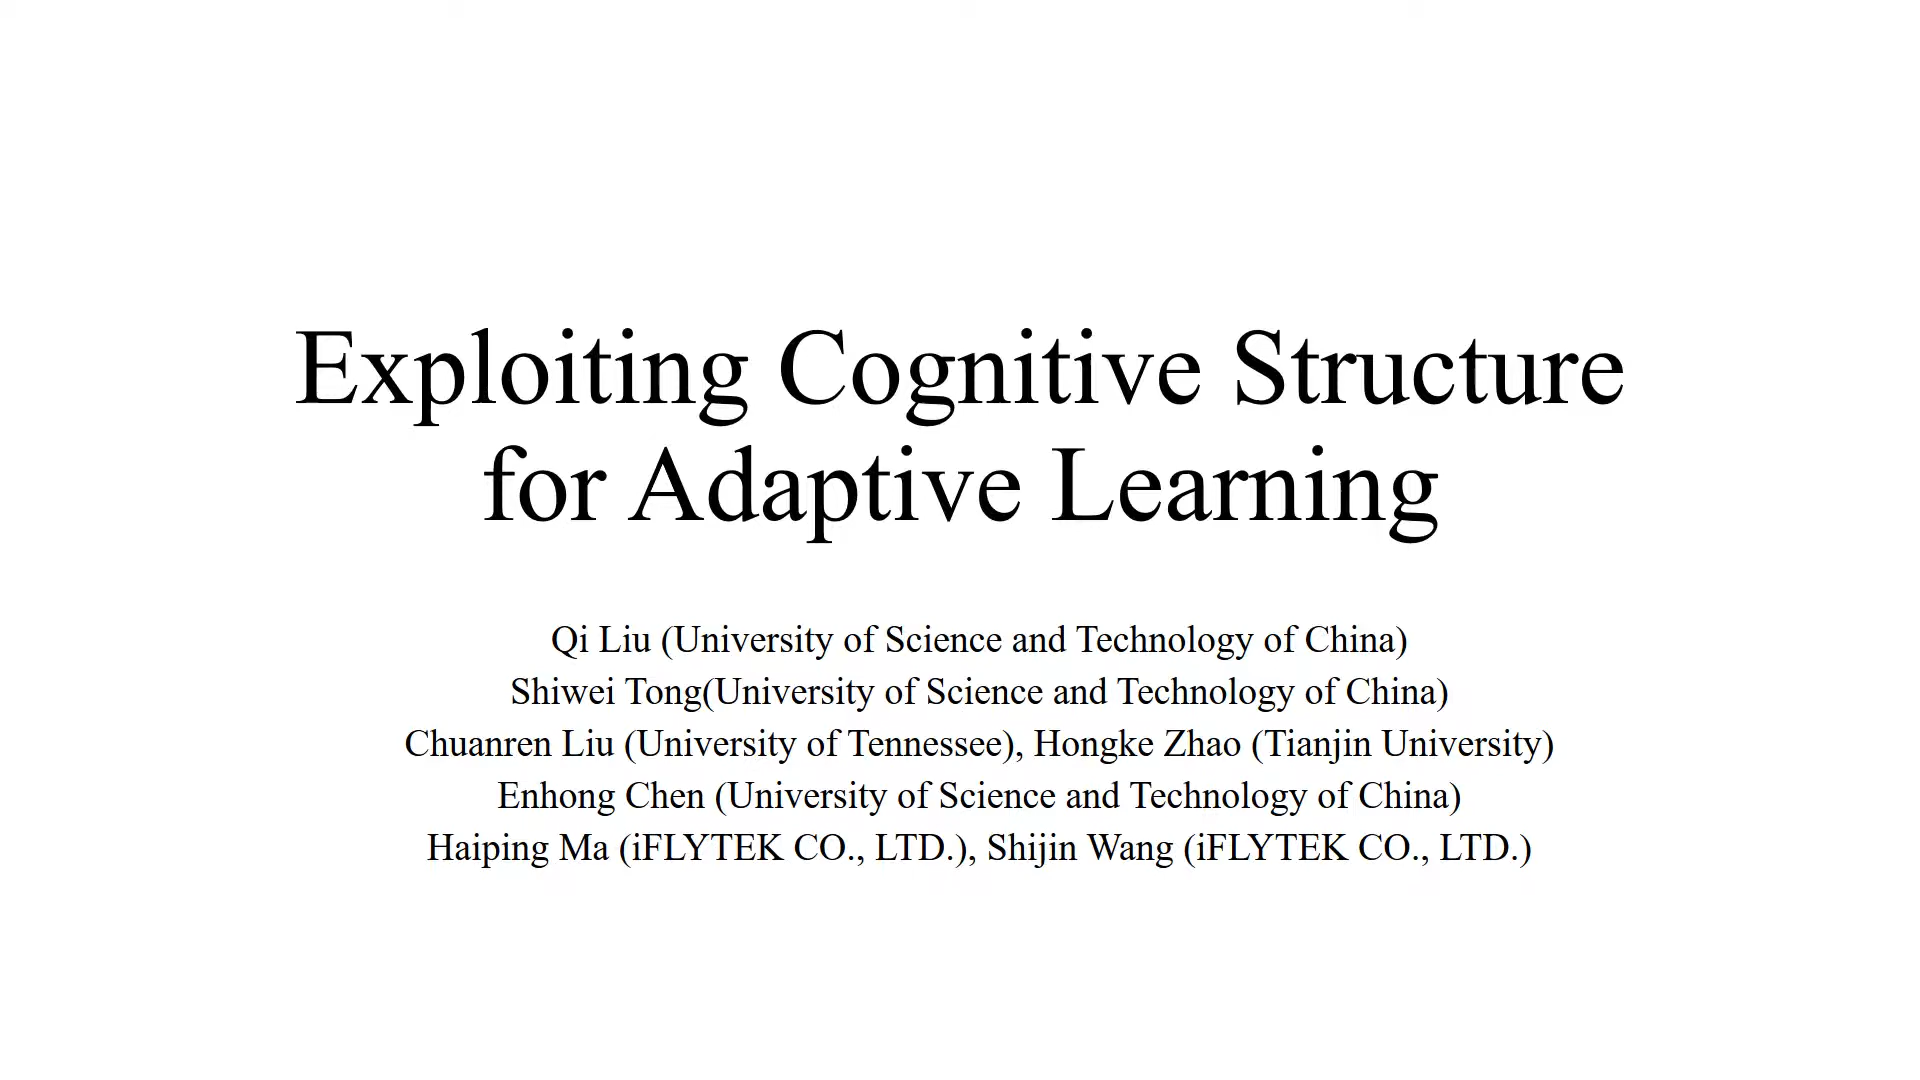 Exploiting Cognitive Structure
for Adaptive Learning
Qi Liu (University of Science and Technology of China)
Shiwei Tong(University of Science and Technology of China)
Chuanren Liu (University of Tennessee), Hongke Zhao (Tianjin University)
Enhong Chen (University of Science and Technology of China)
Haiping Ma (iFLYTEK CO., LTD.), Shijin Wang (iFLYTEK CO., LTD.)